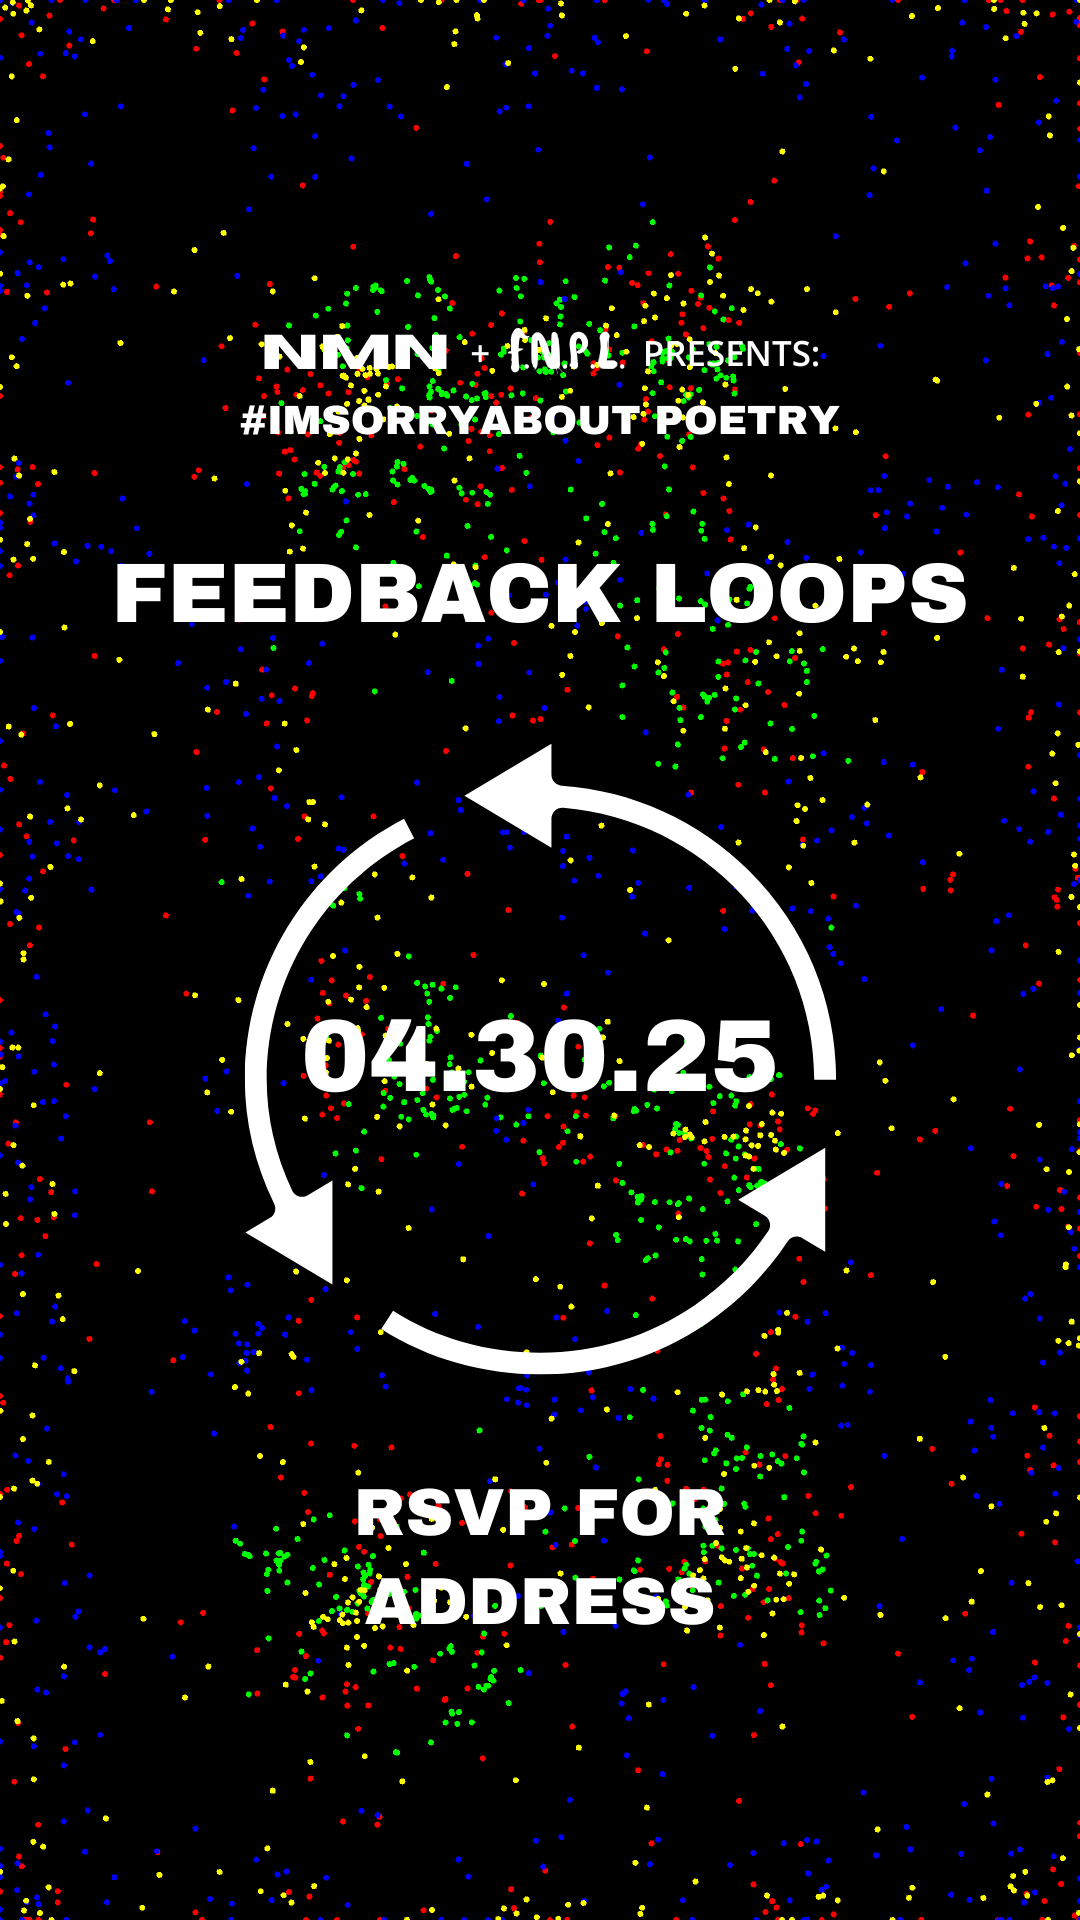 NMN + f.N.P.L. PRESENTS:
#IMSORRYABOUT POETRY
FEEDBACK LOOPS
04.30.25
RSVP FOR
ADDRESS